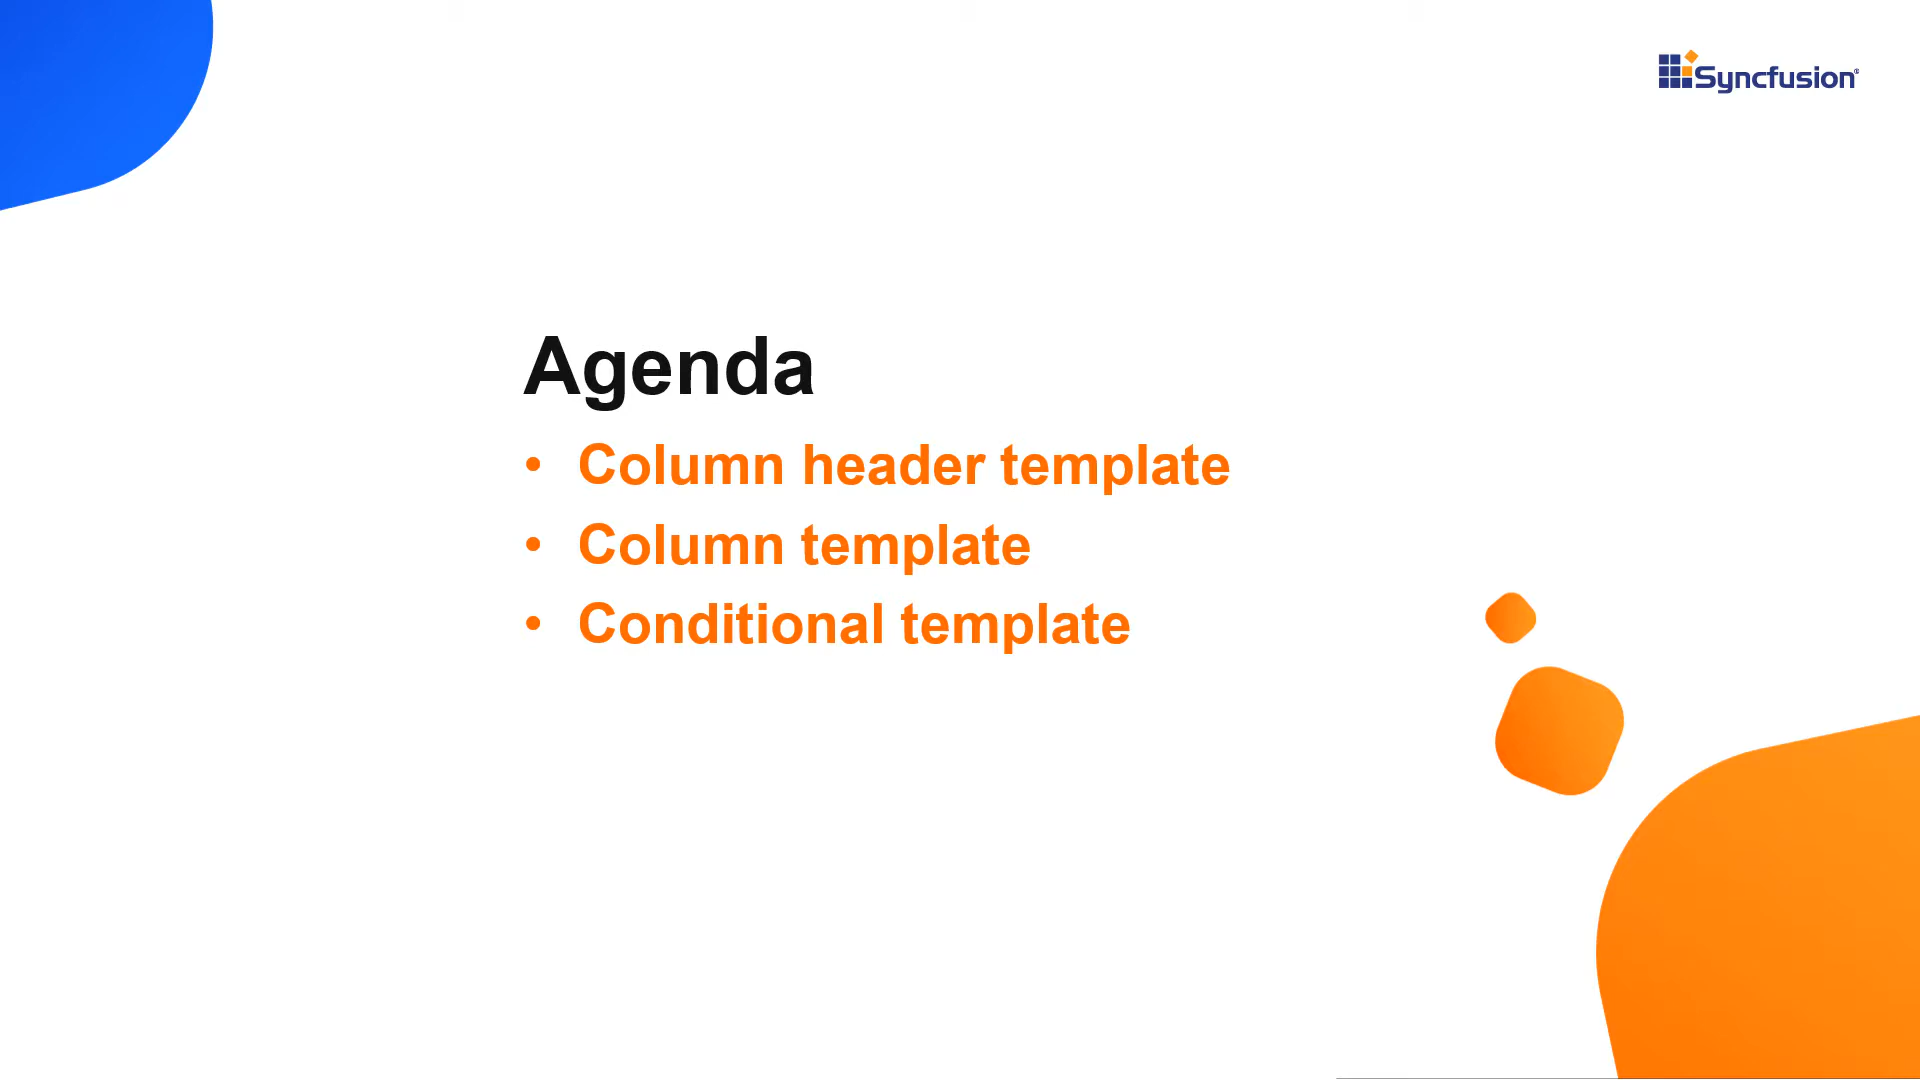 Syncfusion®
Agenda
• Column header template
• Column template
• Conditional template